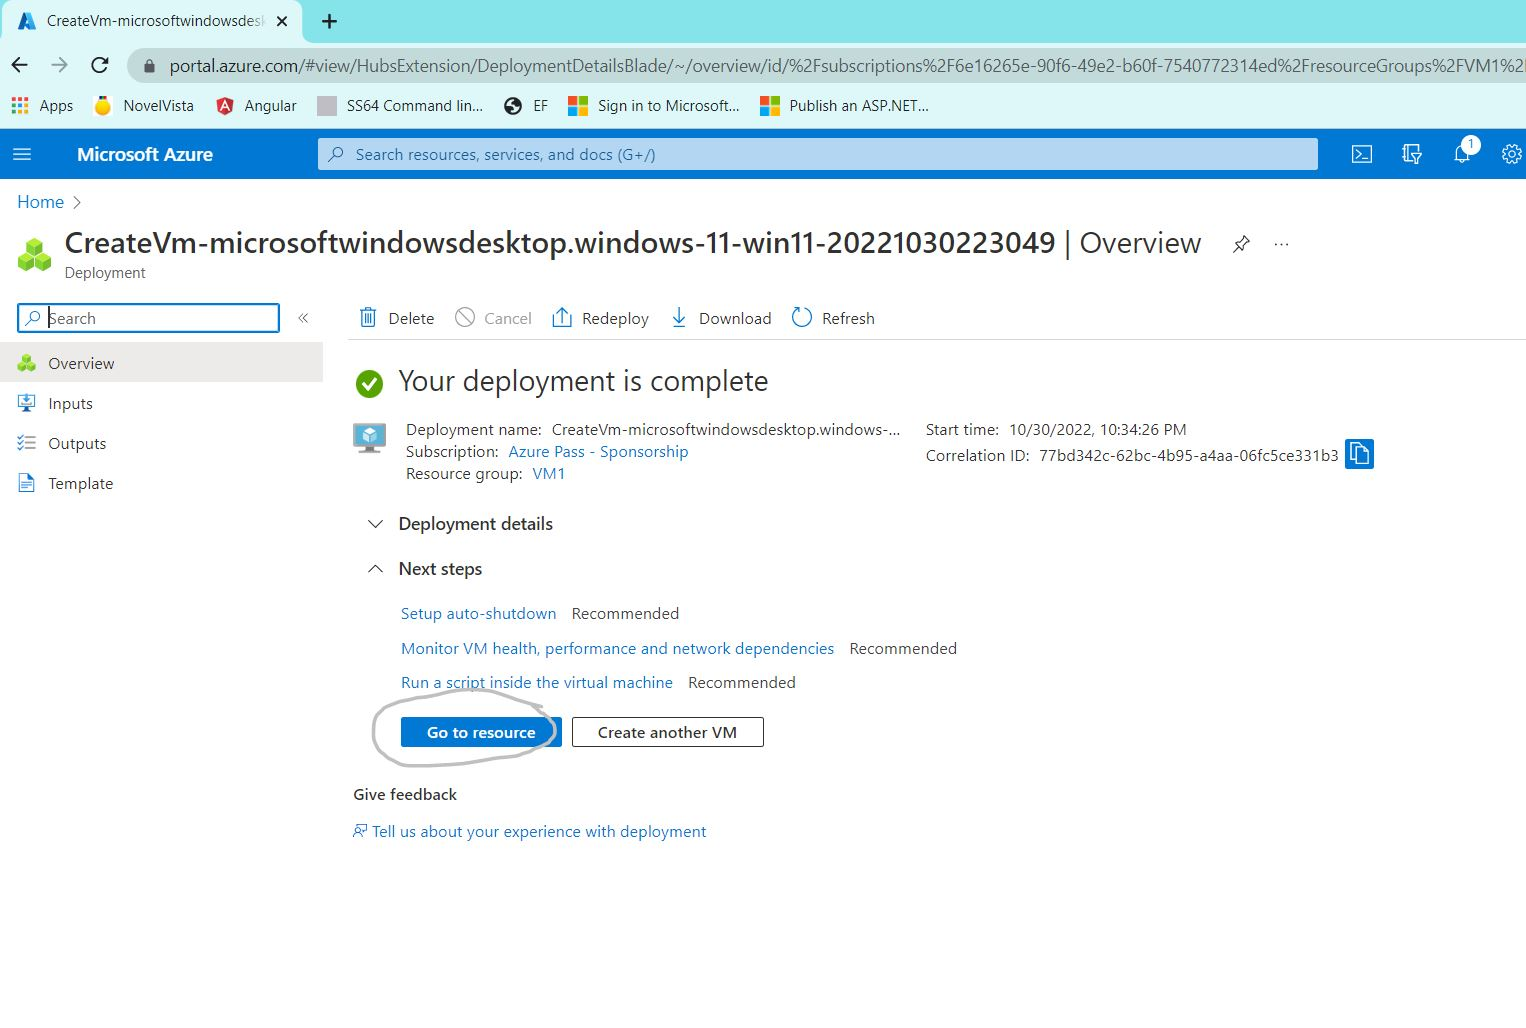 CreateVm-microsoftwindowsdesk
portal.azure.com/#view/HubsExtension/DeploymentDetailsBlade/~/overview/id/%2Fsubscriptions%2F6e16265e-90f6-49e2-b60f-7540772314ed%2FresourceGroups%2FVM1%2
Apps NovelVista Angular SS64 Command lin... EF Sign in to Microsoft... Publish an ASP.NET...
Microsoft Azure Search resources, services, and docs (G+/) 1
Home >
CreateVm-microsoftwindowsdesktop.windows-11-win11-20221030223049 | Overview ...
Deployment
Search «
Delete Cancel Redeploy Download Refresh
Overview
Inputs
Outputs
Template
Your deployment is complete
Deployment name: CreateVm-microsoftwindowsdesktop.windows-...
Subscription: Azure Pass - Sponsorship
Resource group: VM1
Start time: 10/30/2022, 10:34:26 PM
Correlation ID: 77bd342c-62bc-4b95-a4aa-06fc5ce331b3
Deployment details
Next steps
Setup auto-shutdown Recommended
Monitor VM health, performance and network dependencies Recommended
Run a script inside the virtual machine Recommended
Go to resource Create another VM
Give feedback
Tell us about your experience with deployment